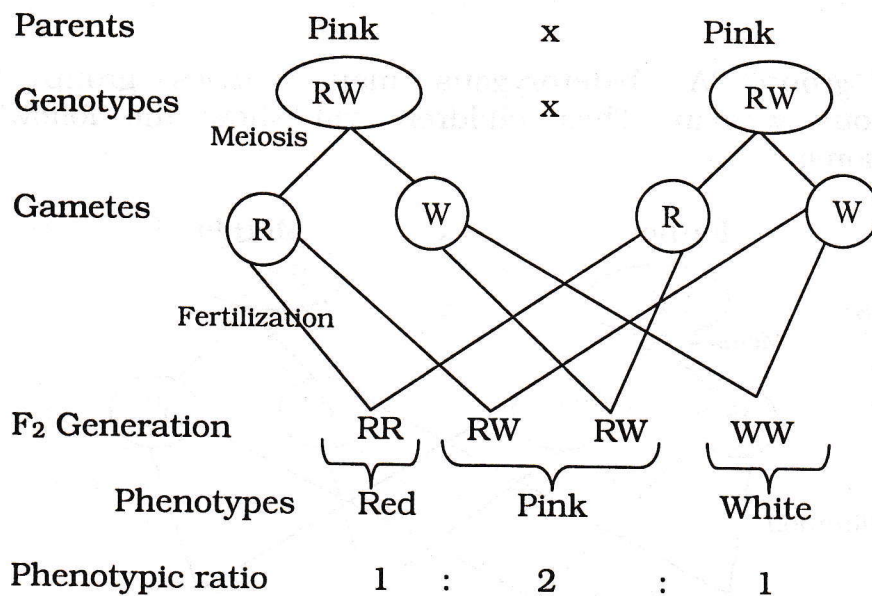 Parents Pink x Pink
Genotypes RW x RW
Meiosis
Gametes R W R W
Fertilization
F₂ Generation RR RW RW WW
Phenotypes Red Pink White
Phenotypic ratio 1 : 2 : 1